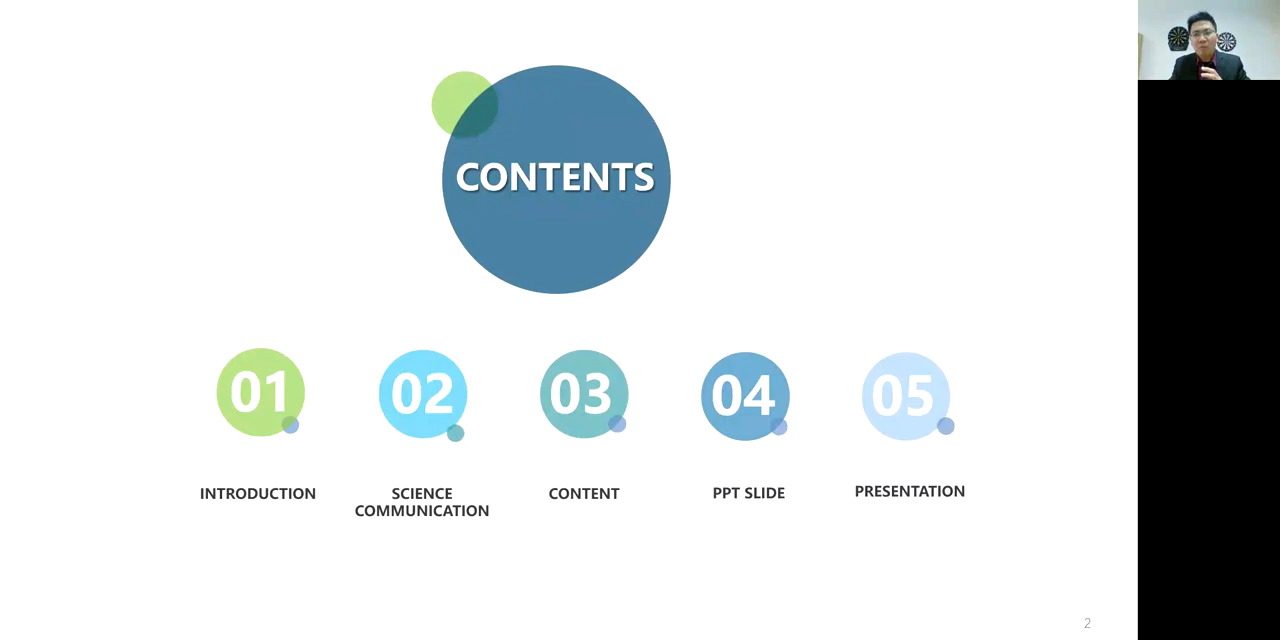 CONTENTS
01
02
03
04
05
INTRODUCTION
SCIENCE
COMMUNICATION
CONTENT
PPT SLIDE
PRESENTATION
2